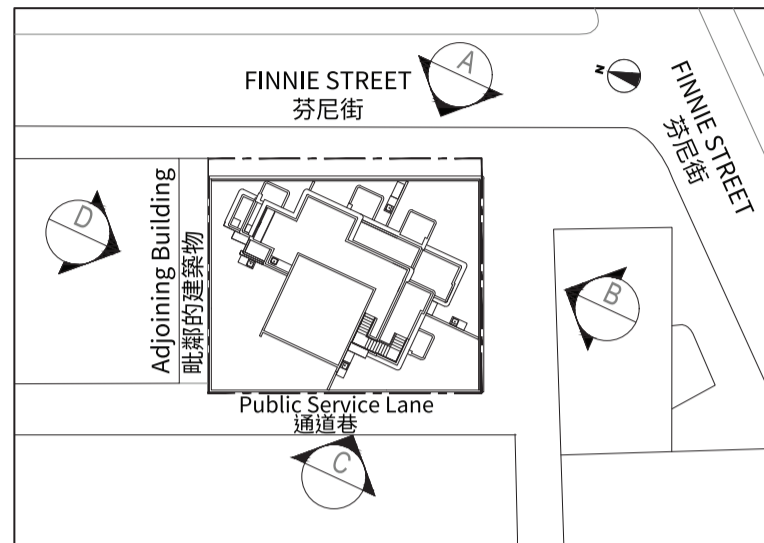 FINNIE STREET
芬尼街
A
N
FINNIE STREET
芬尼街
D
Adjoining Building
毗鄰的建築物
B
Public Service Lane
通道巷
C